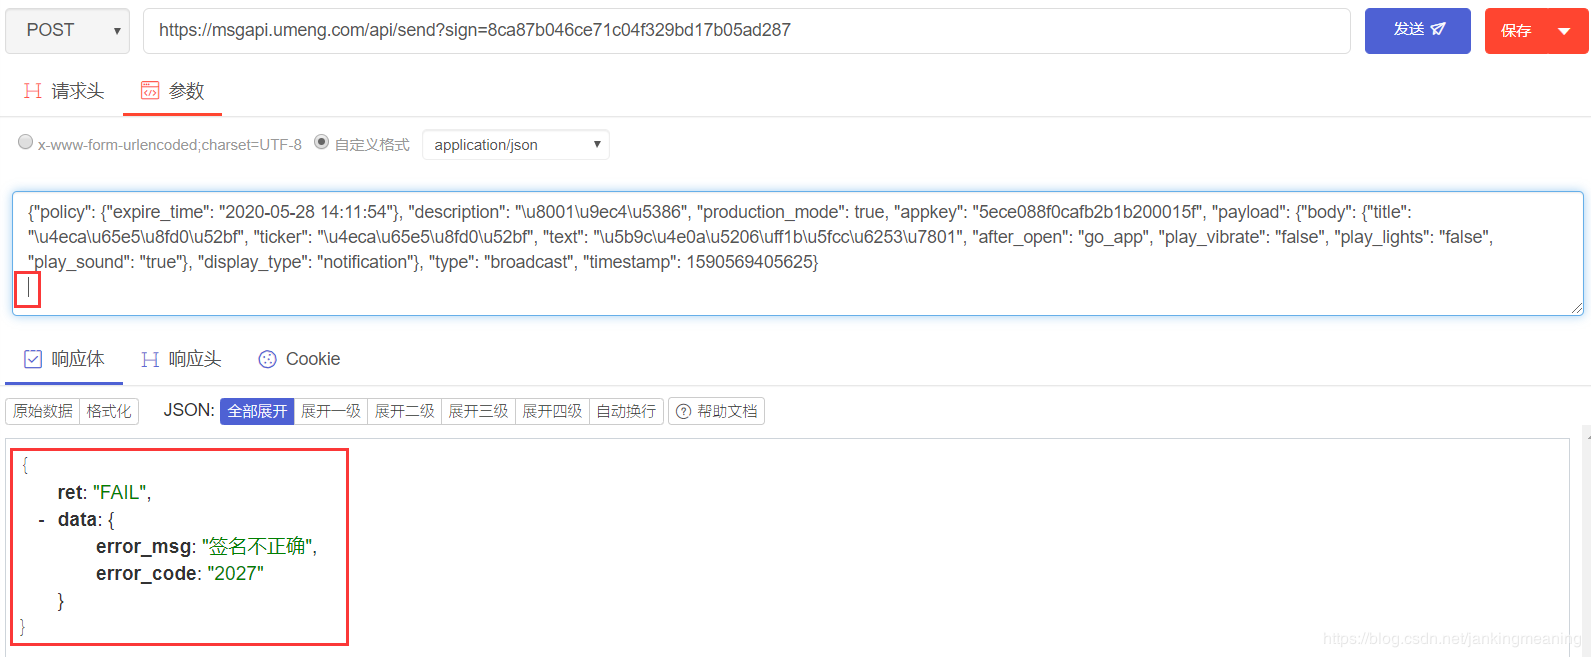 POST
https://msgapi.umeng.com/api/send?sign=8ca87b046ce71c04f329bd17b05ad287
发送
保存
请求头
参数
x-www-form-urlencoded;charset=UTF-8
自定义格式
application/json
{"policy": {"expire_time": "2020-05-28 14:11:54"}, "description": "\u8001\u9ec4\u5386", "production_mode": true, "appkey": "5ece088f0cafb2b1b200015f", "payload": {"body": {"title":
"\u4eca\u65e5\u8fd0\u52bf", "ticker": "\u4eca\u65e5\u8fd0\u52bf", "text": "\u5b9c\u4e0a\u5206\uff1b\u5fcc\u6253\u7801", "after_open": "go_app", "play_vibrate": "false", "play_lights": "false",
"play_sound": "true"}, "display_type": "notification"}, "type": "broadcast", "timestamp": 1590569405625}
响应体
响应头
Cookie
原始数据
格式化
JSON:
全部展开
展开一级
展开二级
展开三级
展开四级
自动换行
帮助文档
{
ret: "FAIL",
- data: {
error_msg: "签名不正确",
error_code: "2027"
}
}
https://blog.csdn.net/jankingmeaning